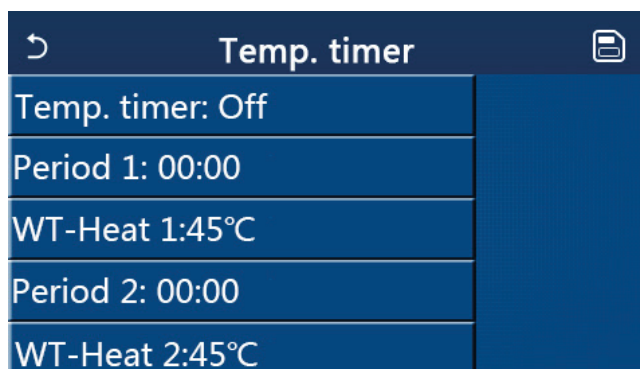 Temp. timer
Temp. timer: Off
Period 1: 00:00
WT-Heat 1:45℃
Period 2: 00:00
WT-Heat 2:45℃